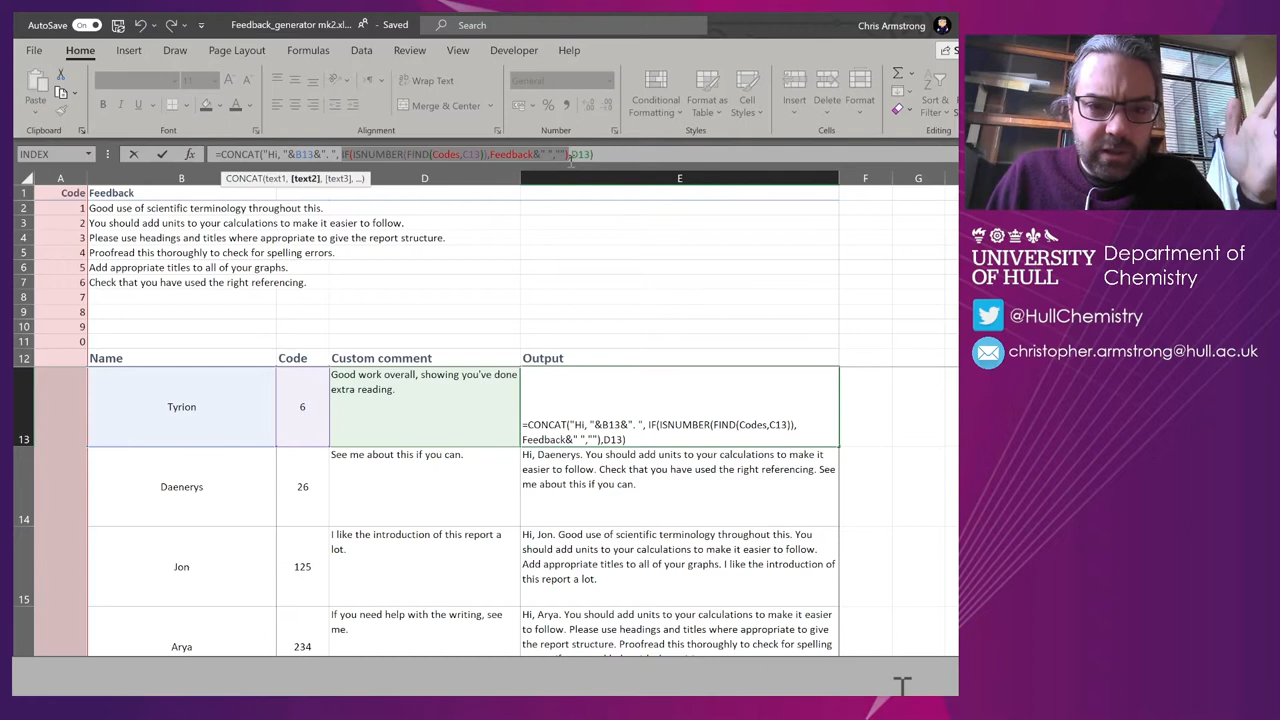 AutoSave On Feedback_generator mk2.xl... - Saved Search Chris Armstrong
File Home Insert Draw Page Layout Formulas Data Review View Developer Help
Paste B I U A A A Wrap Text General Conditional Format as Cell Insert Delete Format Sort &
Merge & Center Formatting Table Styles Filter
Clipboard Font Alignment Number Styles Cells
INDEX =CONCAT("Hi, "&B13&". ", IF(ISNUMBER(FIND(Codes,C13)),Feedback&" ",""),D13)
CONCAT(text1, [text2], [text3], ...)
B D E F G
1 Code Feedback
2 1 Good use of scientific terminology throughout this.
3 2 You should add units to your calculations to make it easier to follow.
4 3 Please use headings and titles where appropriate to give the report structure.
5 4 Proofread this thoroughly to check for spelling errors.
6 5 Add appropriate titles to all of your graphs.
7 6 Check that you have used the right referencing.
8 7
9 8
10 9
11 0
12 Name Code Custom comment Output
13 Tyrion 6 Good work overall, showing you've done
extra reading.
=CONCAT("Hi, "&B13&". ", IF(ISNUMBER(FIND(Codes,C13)),
Feedback&" ",""),D13)
14 Daenerys 26 See me about this if you can.
Hi, Daenerys. You should add units to your calculations to make it
easier to follow. Check that you have used the right referencing. See
me about this if you can.
15 Jon 125 I like the introduction of this report a
lot.
Hi, Jon. Good use of scientific terminology throughout this. You
should add units to your calculations to make it easier to follow.
Add appropriate titles to all of your graphs. I like the introduction of
this report a lot.
Arya 234 If you need help with the writing, see
me.
Hi, Arya. You should add units to your calculations to make it easier
to follow. Please use headings and titles where appropriate to give
the report structure. Proofread this thoroughly to check for spelling
UNIVERSITY
OF HULL
Department of
Chemistry
@HullChemistry
christopher.armstrong@hull.ac.uk